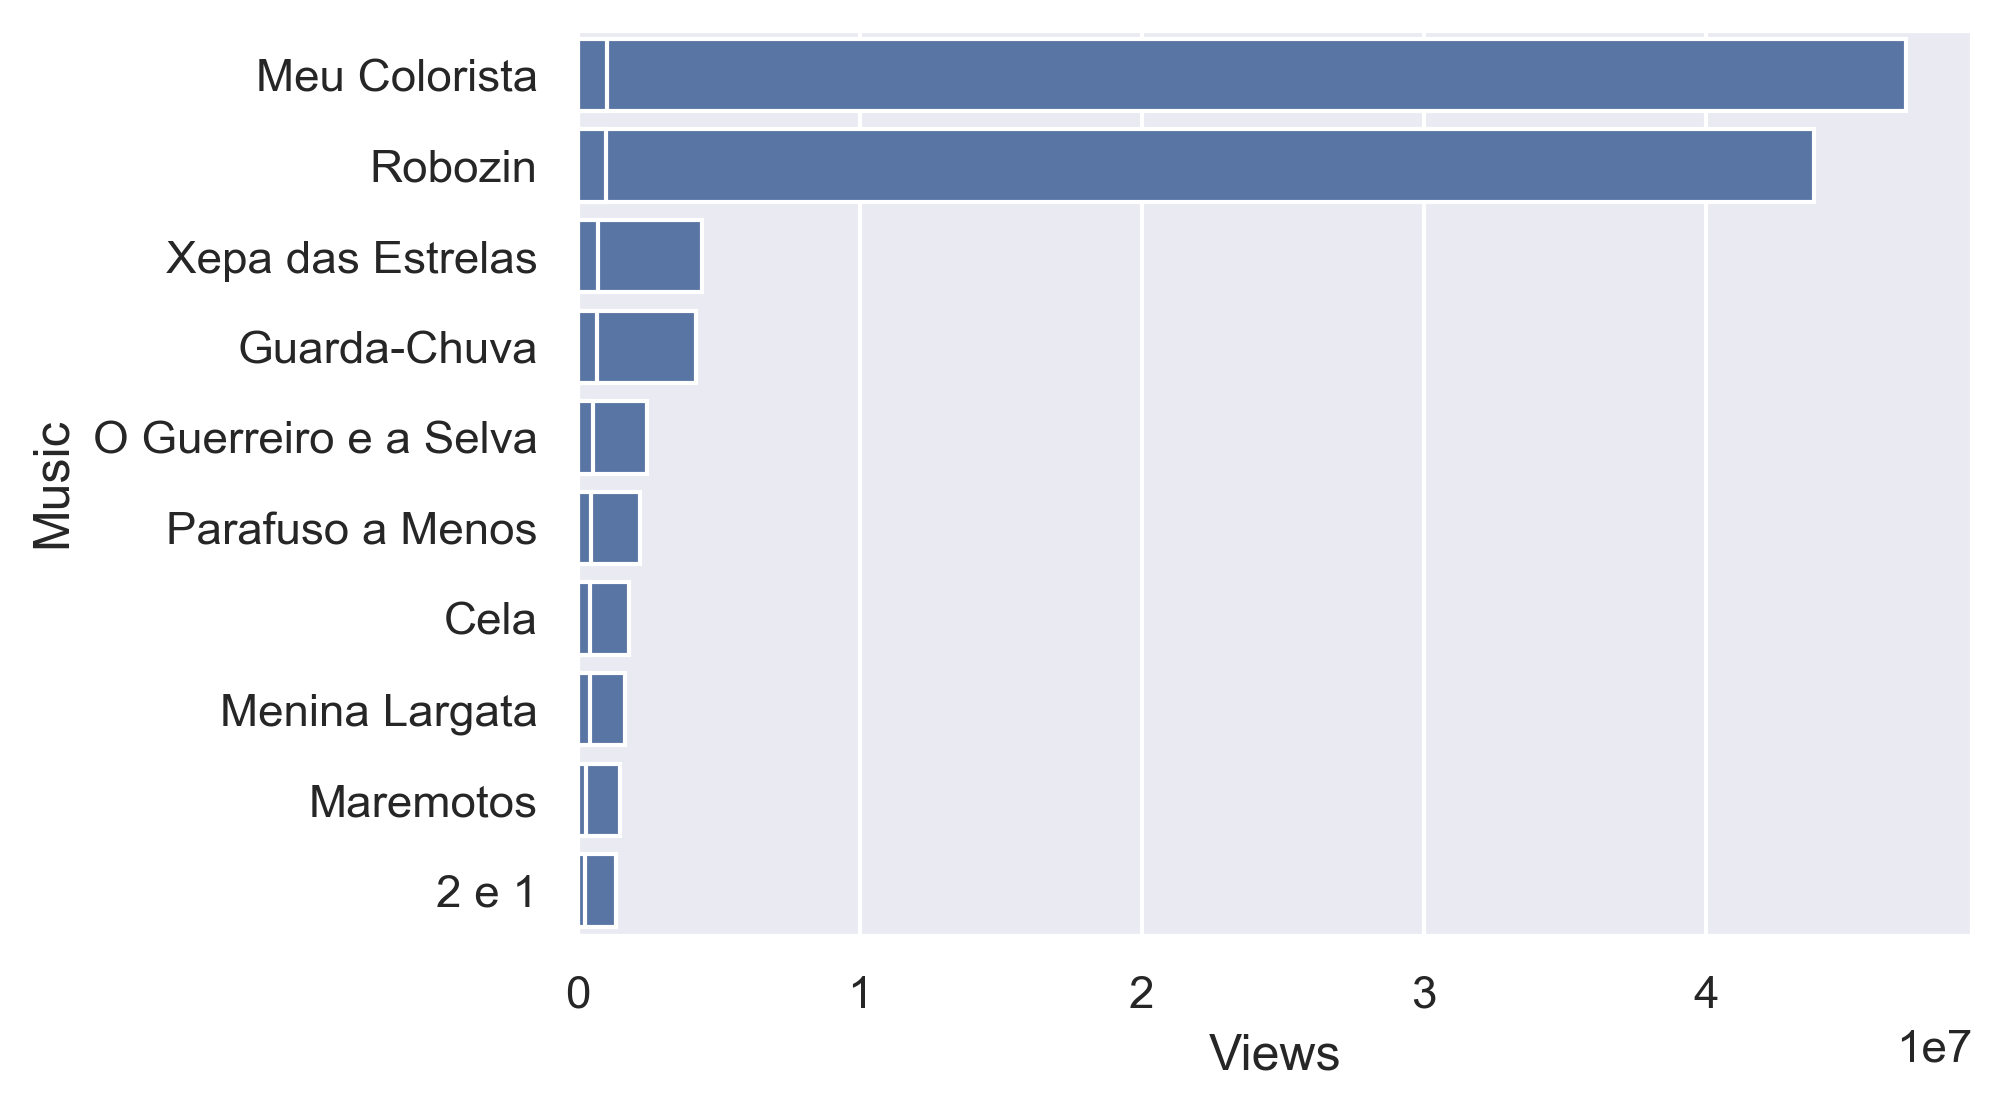 Meu Colorista
Robozin
Xepa das Estrelas
Guarda-Chuva
O Guerreiro e a Selva
Parafuso a Menos
Cela
Menina Largata
Maremotos
2 e 1
Music
0 1 2 3 4
1e7
Views